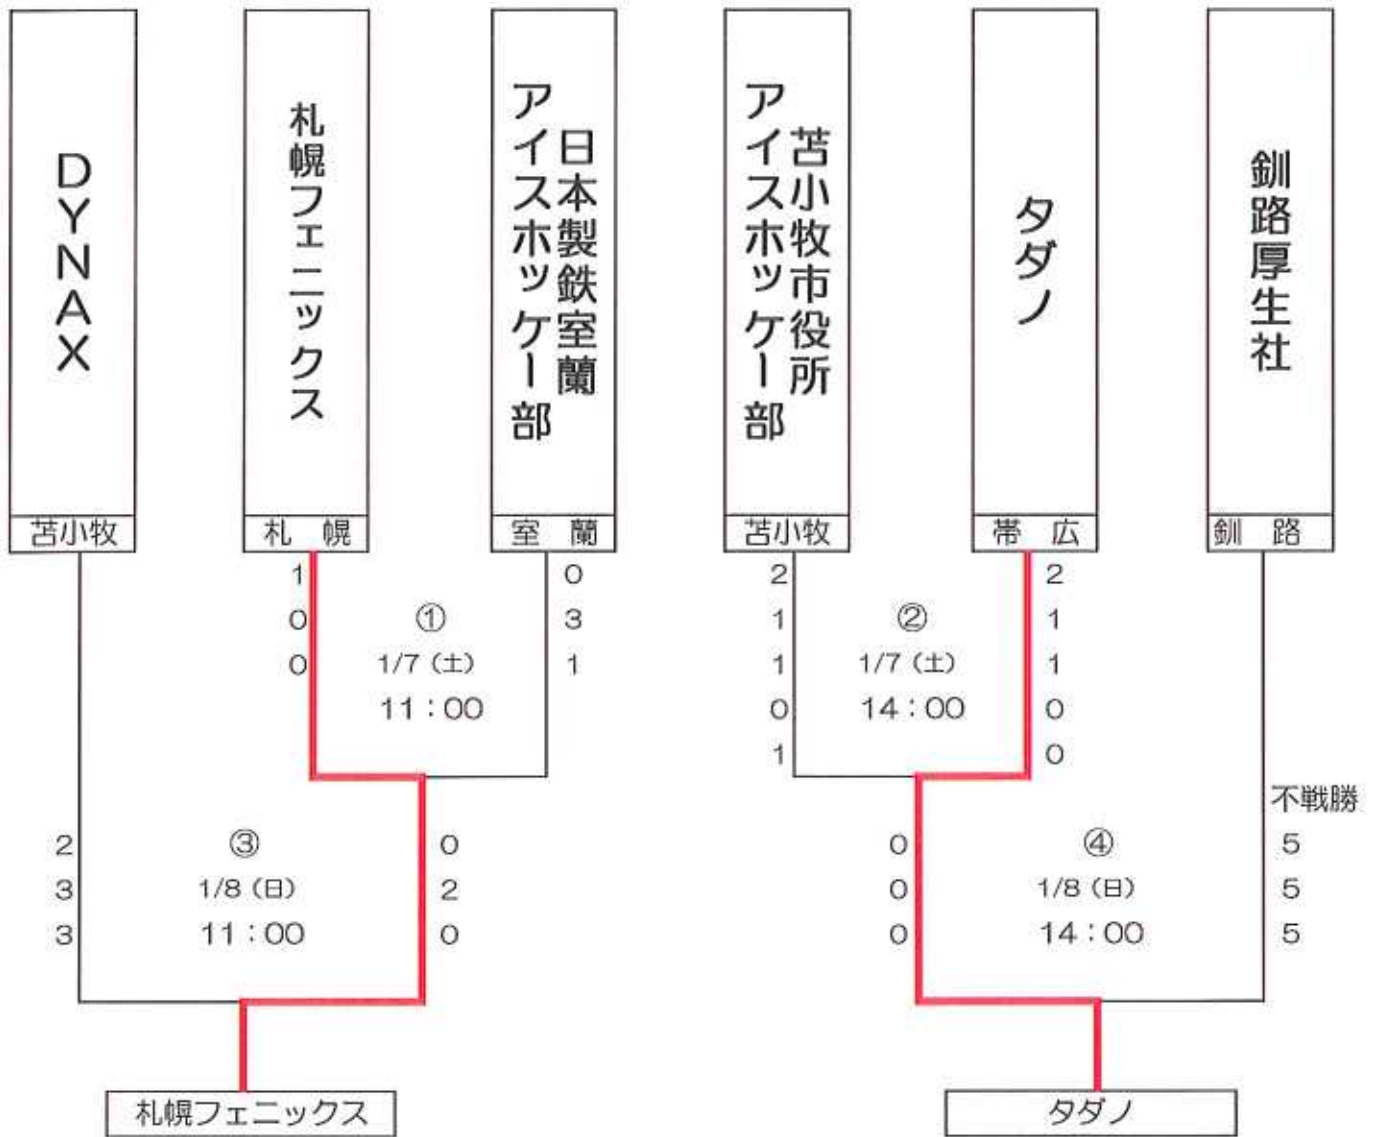 DYNAX
札幌フェニックス
日本製鉄室蘭
アイスホッケー部
苫小牧市役所
アイスホッケー部
タダノ
釧路厚生社
苫小牧
札 幌
室 蘭
苫小牧
帯 広
釧 路
1
0
0
①
1/7（土）
11：00
0
3
1
2
1
1
0
1
②
1/7（土）
14：00
2
1
1
0
0
不戦勝
2
3
3
③
1/8（日）
11：00
0
2
0
0
0
0
④
1/8（日）
14：00
5
5
5
札幌フェニックス
タダノ